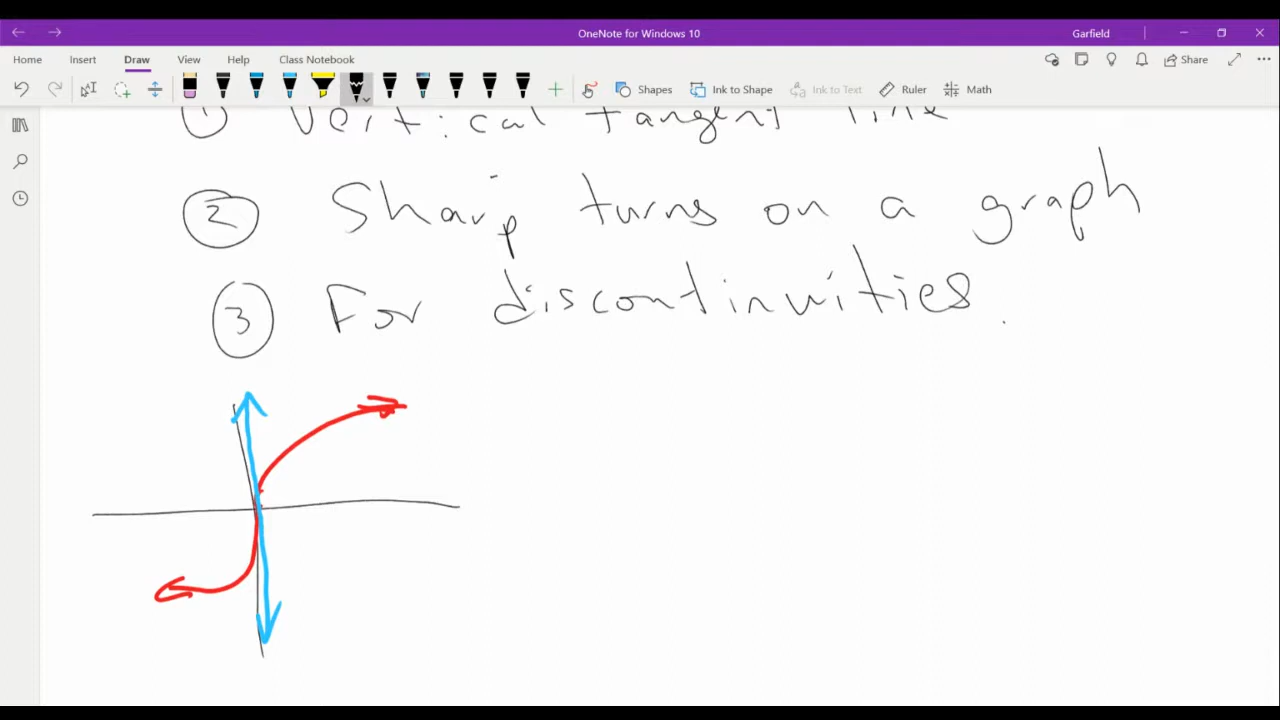 OneNote for Windows 10
Garfield
Home Insert Draw View Help Class Notebook
Share
Shapes Ink to Shape Ink to Text Ruler Math
1 Vertical tangent line
2 Sharp turns on a graph
3 For discontinuities.